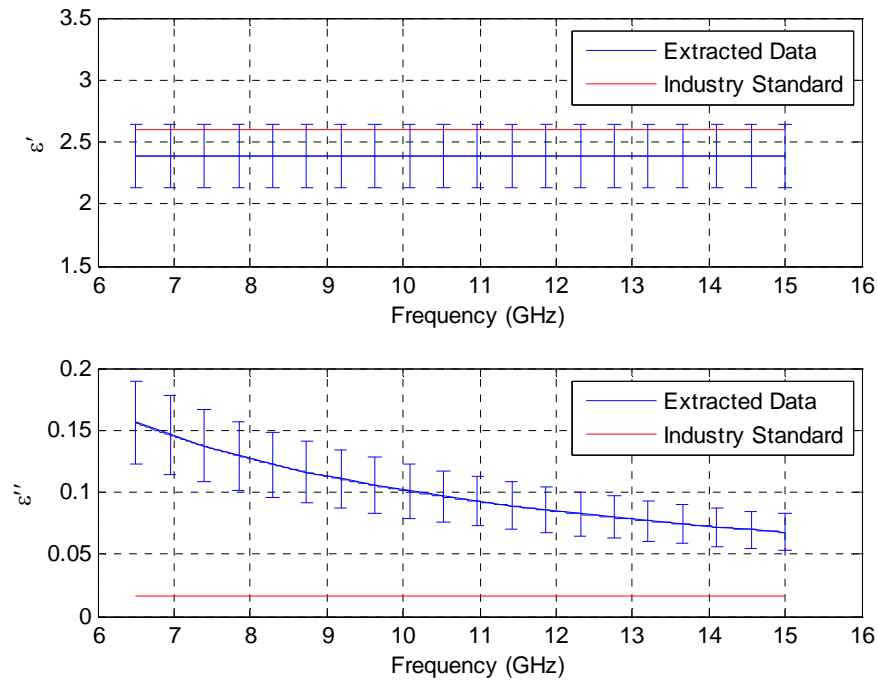 3.5
3
2.5
2
1.5
ε′
Extracted Data
Industry Standard
6 7 8 9 10 11 12 13 14 15 16
Frequency (GHz)
0.2
0.15
0.1
0.05
0
ε′′
Extracted Data
Industry Standard
6 7 8 9 10 11 12 13 14 15 16
Frequency (GHz)